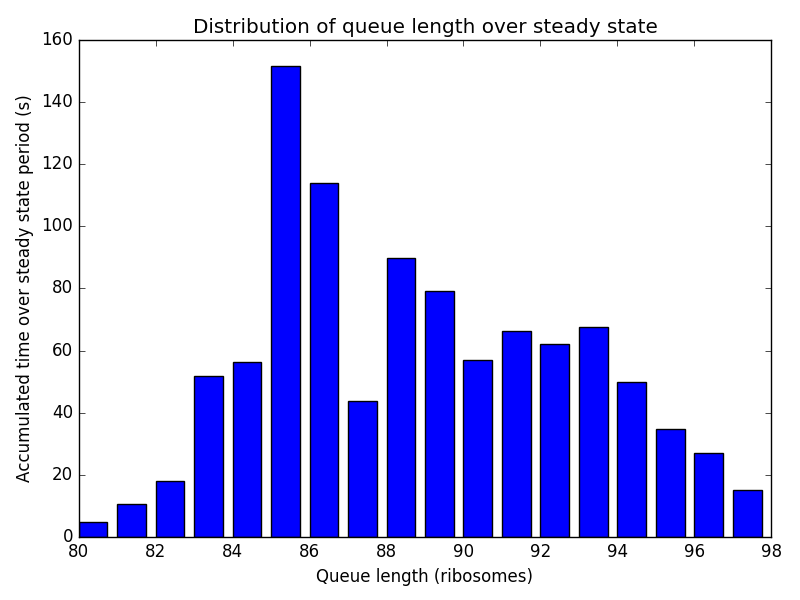 Distribution of queue length over steady state
160
140
120
100
80
60
40
20
0
Accumulated time over steady state period (s)
80 82 84 86 88 90 92 94 96 98
Queue length (ribosomes)